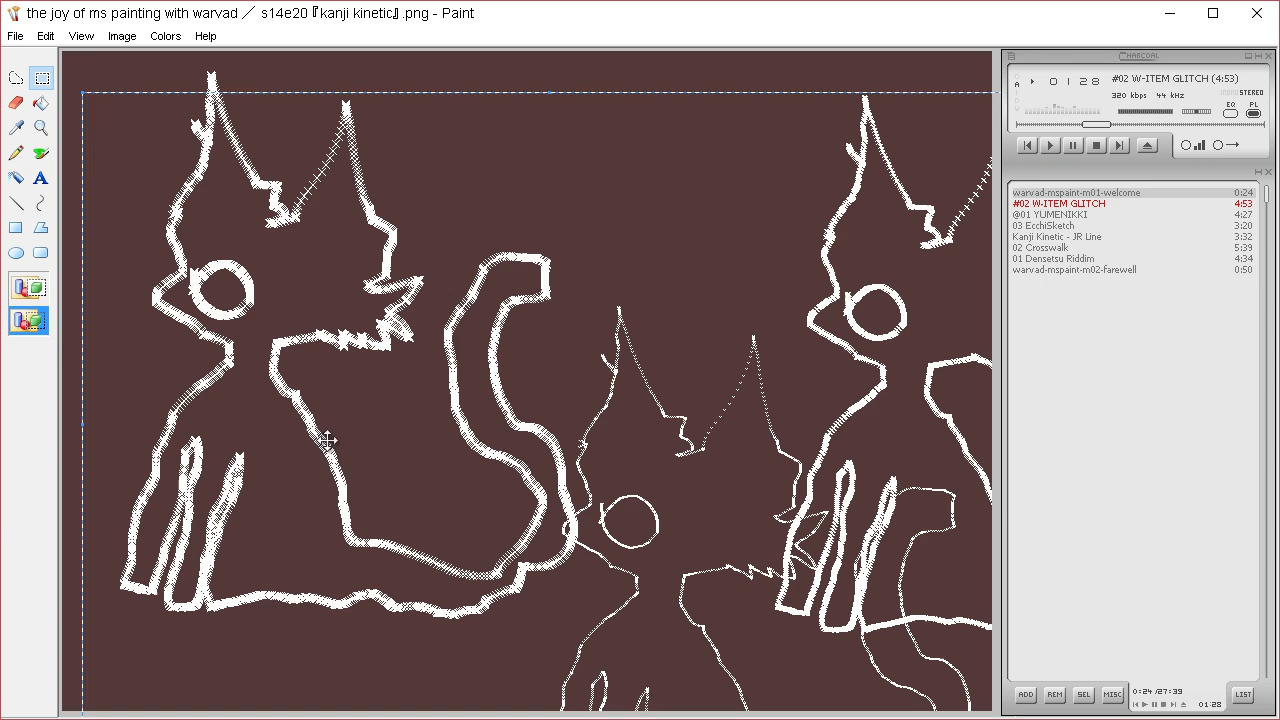 the joy of ms painting with warvad ／ s14e20『kanji kinetic』.png - Paint
File Edit View Image Colors Help
CHARCOAL
0128
#02 W-ITEM GLITCH (4:53)
320 kbps 44 kHz
MONO STEREO
EQ PL
warvad-mspaint-m01-welcome 0:24
#02 W-ITEM GLITCH 4:53
@01 YUMENIKKI 4:27
03 EcchiSketch 3:20
Kanji Kinetic - JR Line 3:32
02 Crosswalk 5:39
01 Densetsu Riddim 4:34
warvad-mspaint-m02-farewell 0:50
ADD REM SEL MISC 0:24/27:39 01:28 LIST